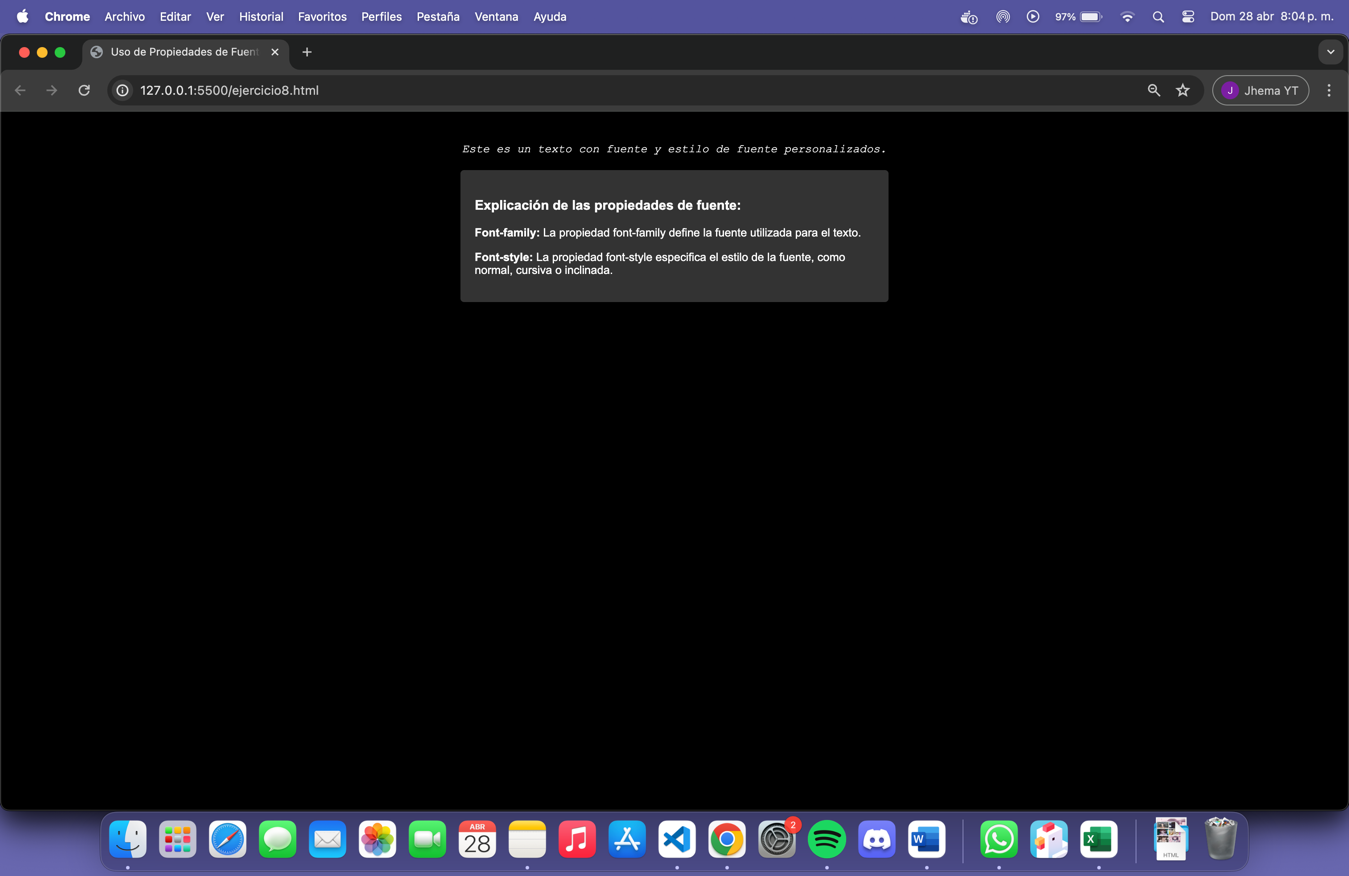 Chrome Archivo Editar Ver Historial Favoritos Perfiles Pestaña Ventana Ayuda 97% Dom 28 abr 8:04 p. m.
Uso de Propiedades de Fuent
127.0.0.1:5500/ejercicio8.html J Jhema YT
Este es un texto con fuente y estilo de fuente personalizados.
Explicación de las propiedades de fuente:
Font-family: La propiedad font-family define la fuente utilizada para el texto.
Font-style: La propiedad font-style especifica el estilo de la fuente, como
normal, cursiva o inclinada.
ABR 2
28 W X
HTML